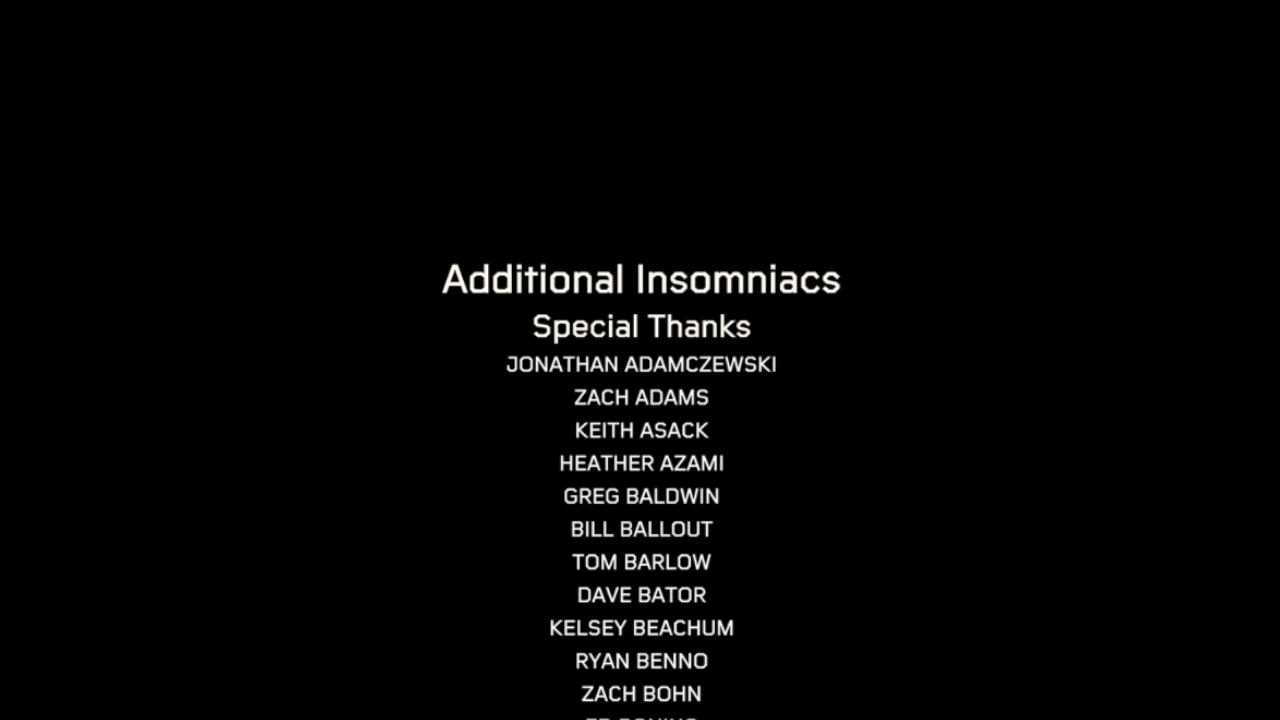 Additional Insomniacs
Special Thanks
JONATHAN ADAMCZEWSKI
ZACH ADAMS
KEITH ASACK
HEATHER AZAMI
GREG BALDWIN
BILL BALLOUT
TOM BARLOW
DAVE BATOR
KELSEY BEACHUM
RYAN BENNO
ZACH BOHN